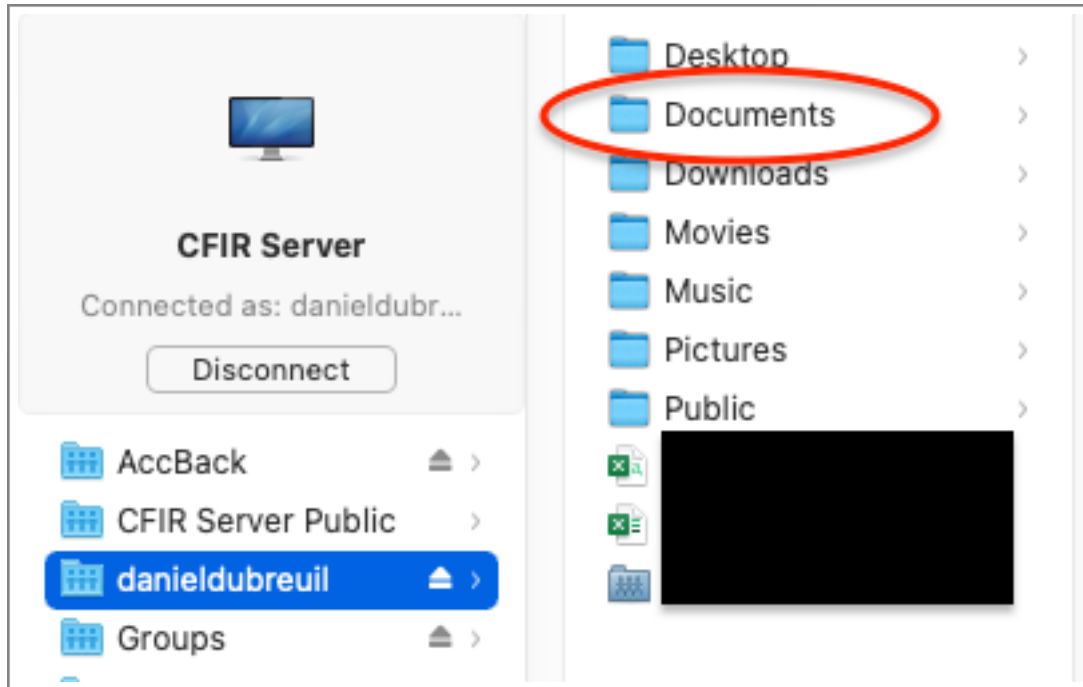 CFIR Server
Connected as: danieldubr...
Disconnect
AccBack
CFIR Server Public
danieldubreuil
Groups
Desktop
Documents
Downloads
Movies
Music
Pictures
Public